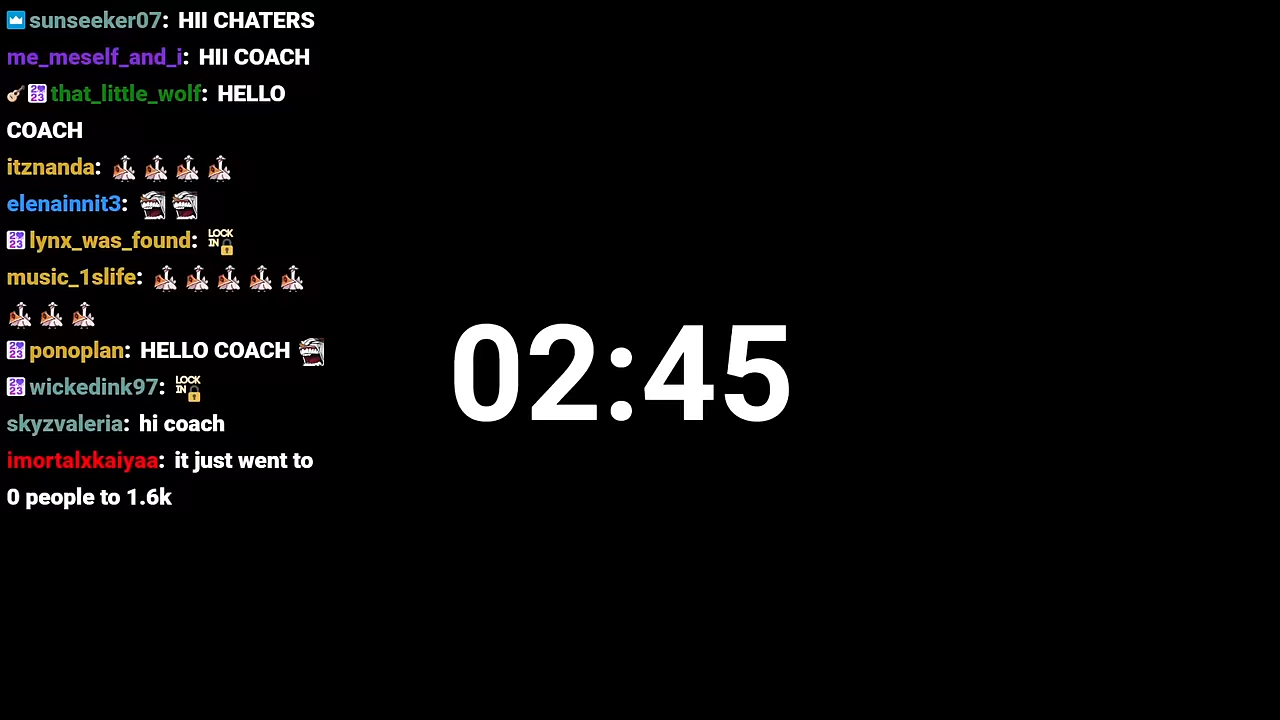 sunseeker07: HII CHATERS
me_meself_and_i: HII COACH
that_little_wolf: HELLO
COACH
itznanda:
elenainnit3:
lynx_was_found: LOCK IN
music_1slife:
ponoplan: HELLO COACH
wickedink97: LOCK IN
skyzvaleria: hi coach
imortalxkaiyaa: it just went to
0 people to 1.6k
02:45